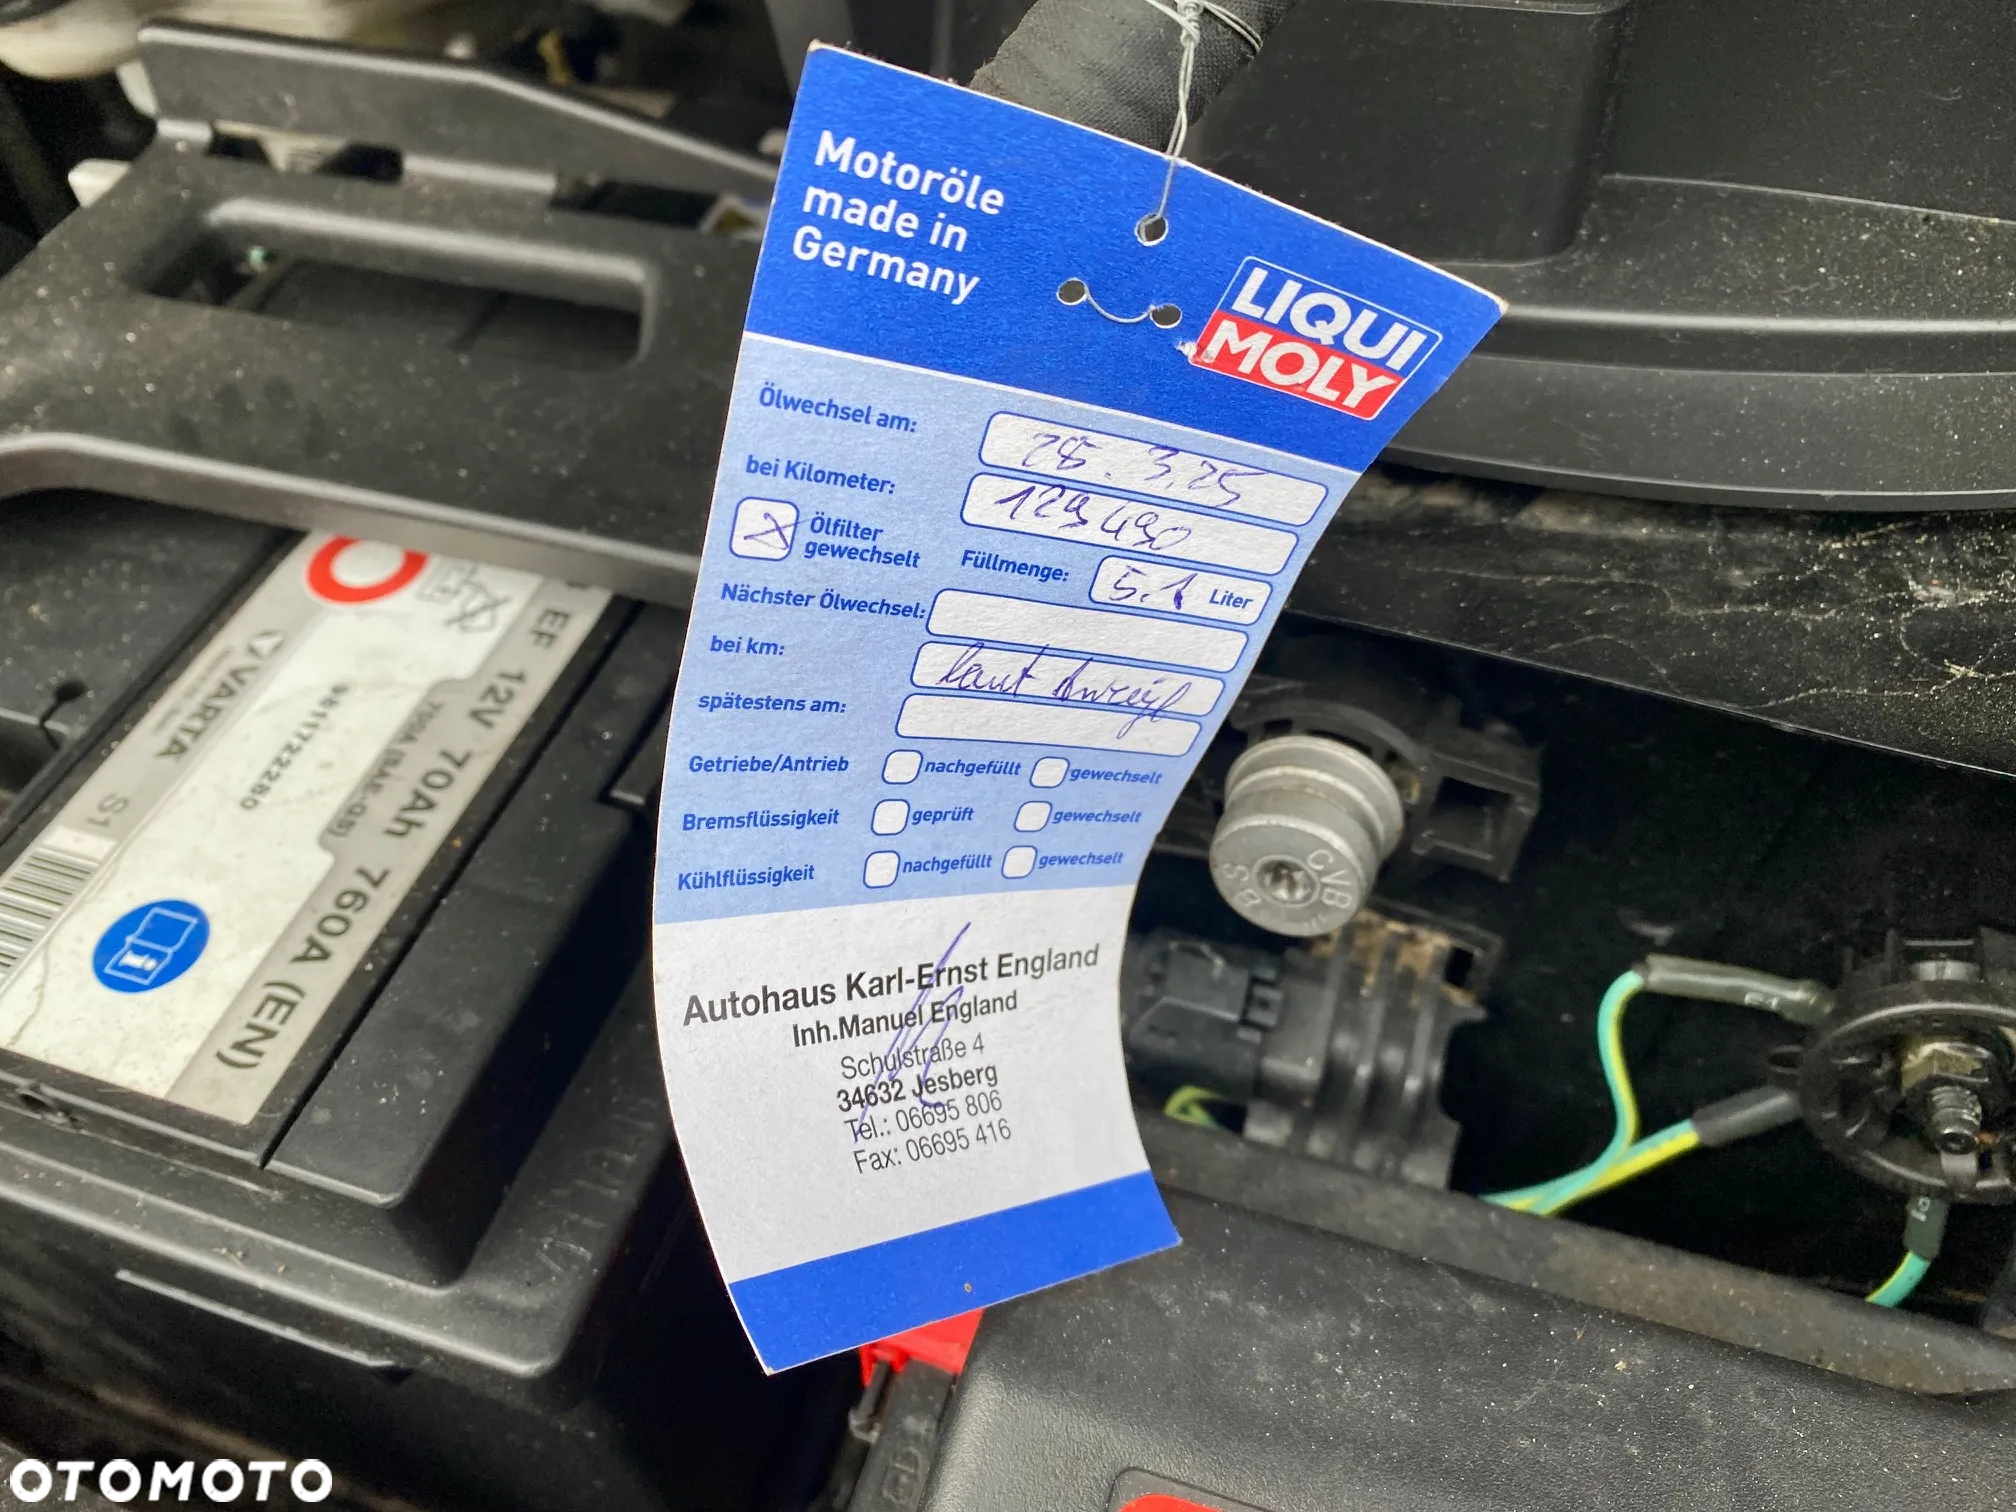 Motoröle
made in
Germany
LIQUI
MOLY
Ölwechsel am:
bei Kilometer:
129490
Ölfilter
gewechselt
Füllmenge: 5.1 Liter
Nächster Ölwechsel:
bei km: laut Anzeige
spätestens am:
Getriebe/Antrieb nachgefüllt gewechselt
Bremsflüssigkeit geprüft gewechselt
Kühlflüssigkeit nachgefüllt gewechselt
Autohaus Karl-Ernst England
Inh.Manuel England
Schulstraße 4
34632 Jesberg
Tel.: 06695 806
Fax: 06695 416
EF 12V 70Ah 760A (EN)
VARTA
S1
CVB
OTOMOTO